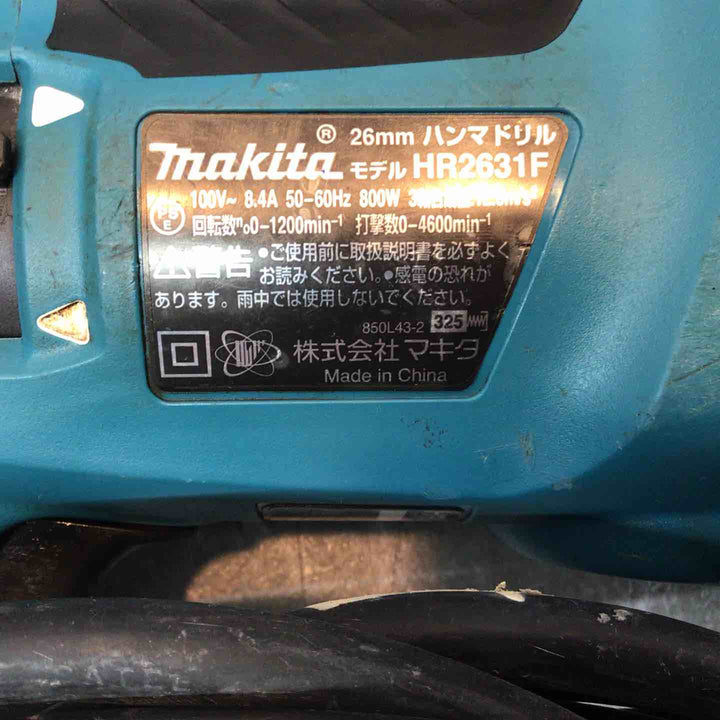 ® 26mm ハンマドリル
makita モデル HR2631F
100V~ 8.4A 50-60Hz 800W
PS E 回転数n₀0-1200min⁻¹ 打撃数0-4600min⁻¹
⚠警告 •ご使用前に取扱説明書を必ずよく
お読みください。•感電の恐れが
あります。雨中では使用しないでください。
850L43-2 325
株式会社 マキタ
Made in China